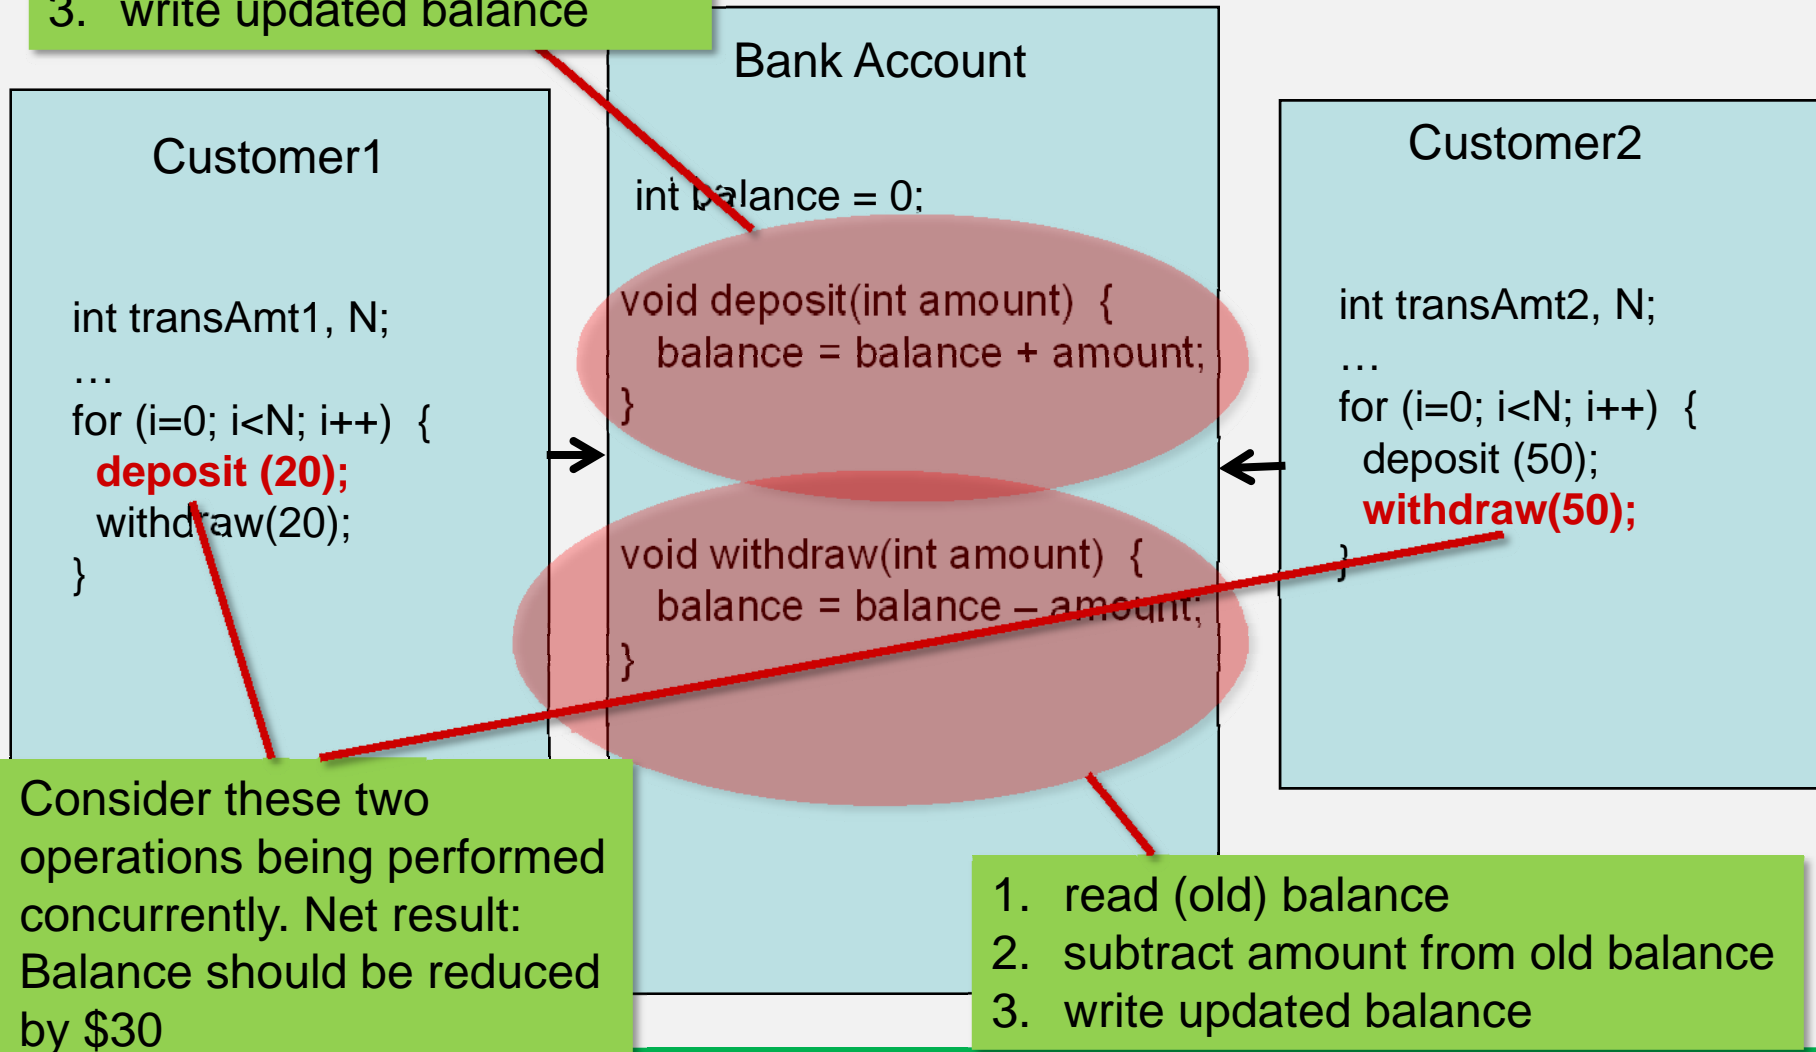 3. write updated balance
Bank Account
int balance = 0;
void deposit(int amount) {
balance = balance + amount;
}
void withdraw(int amount) {
balance = balance – amount;
}
Customer1
int transAmt1, N;
…
for (i=0; i<N; i++) {
deposit (20);
withdraw(20);
}
Customer2
int transAmt2, N;
…
for (i=0; i<N; i++) {
deposit (50);
withdraw(50);
}
Consider these two
operations being performed
concurrently. Net result:
Balance should be reduced
by $30
1. read (old) balance
2. subtract amount from old balance
3. write updated balance